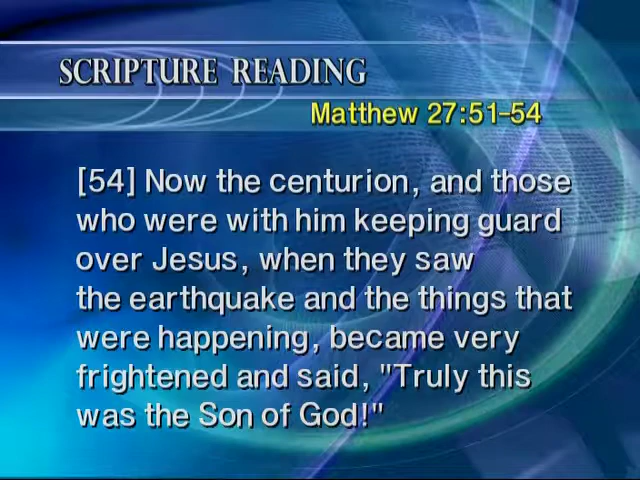 SCRIPTURE READING
Matthew 27:51-54
[54] Now the centurion, and those
who were with him keeping guard
over Jesus, when they saw
the earthquake and the things that
were happening, became very
frightened and said, "Truly this
was the Son of God!"